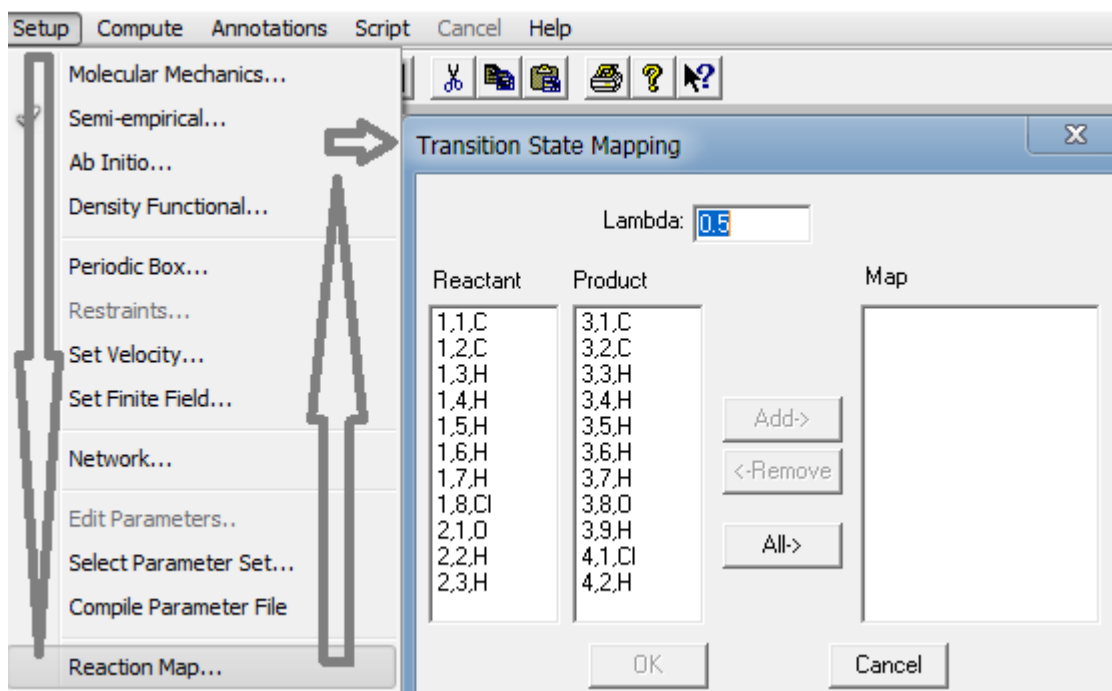 Setup Compute Annotations Script Cancel Help
Molecular Mechanics...
Semi-empirical...
Ab Initio...
Density Functional...
Periodic Box...
Restraints...
Set Velocity...
Set Finite Field...
Network...
Edit Parameters..
Select Parameter Set...
Compile Parameter File
Reaction Map...
Transition State Mapping
Lambda: 0.5
Reactant
1,1,C
1,2,C
1,3,H
1,4,H
1,5,H
1,6,H
1,7,H
1,8,Cl
2,1,O
2,2,H
2,3,H
Product
3,1,C
3,2,C
3,3,H
3,4,H
3,5,H
3,6,H
3,7,H
3,8,O
3,9,H
4,1,Cl
4,2,H
Add->
<-Remove
All->
Map
OK
Cancel